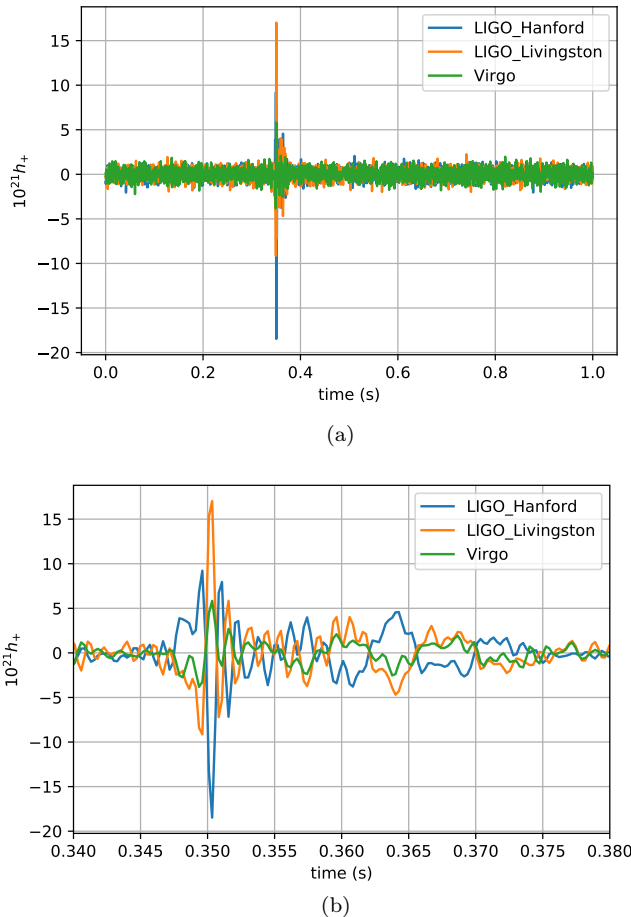 15
10
5
0
−5
−10
−15
−20
10²¹h₊
LIGO_Hanford
LIGO_Livingston
Virgo
0.0 0.2 0.4 0.6 0.8 1.0
time (s)
(a)
15
10
5
0
−5
−10
−15
−20
10²¹h₊
LIGO_Hanford
LIGO_Livingston
Virgo
0.340 0.345 0.350 0.355 0.360 0.365 0.370 0.375 0.380
time (s)
(b)